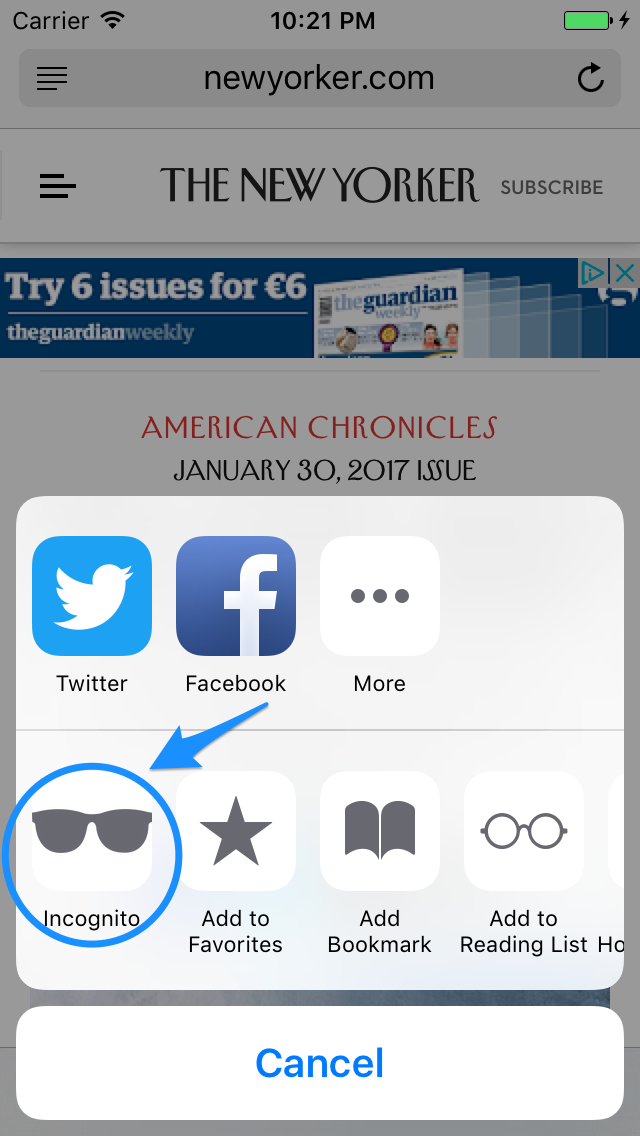 Carrier 10:21 PM
newyorker.com
THE NEW YORKER SUBSCRIBE
Try 6 issues for €6
theguardianweekly
theguardian
weekly
AMERICAN CHRONICLES
JANUARY 30, 2017 ISSUE
Twitter Facebook More
Incognito Add to Favorites Add Bookmark Add to Reading List Ho
Cancel